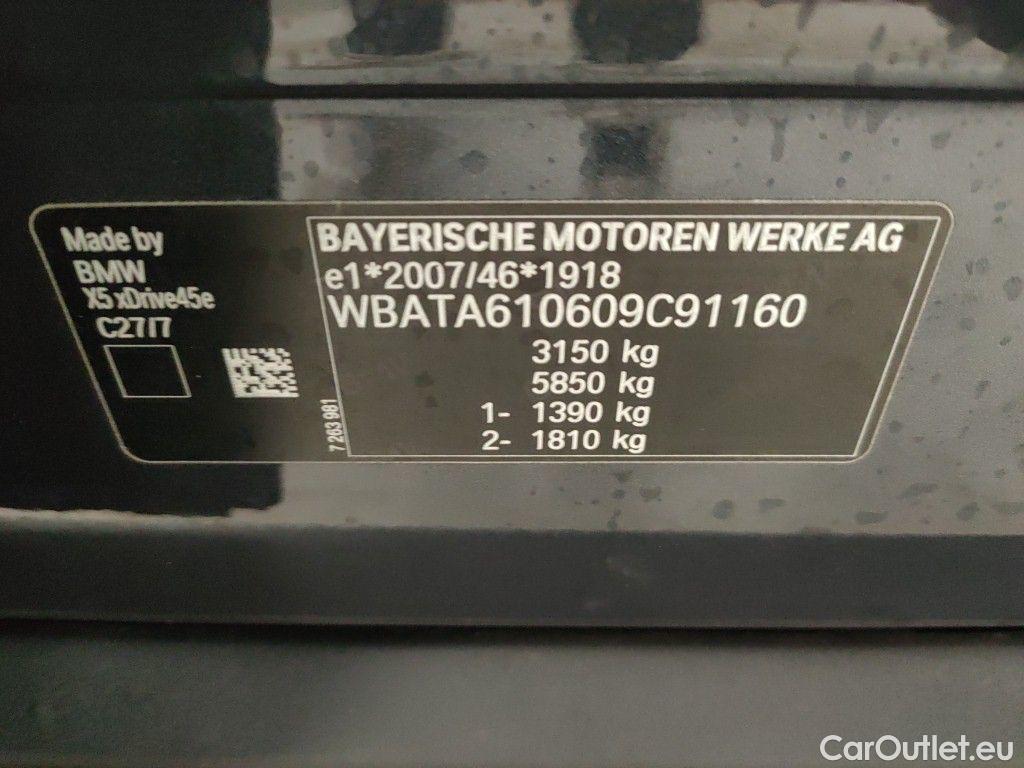 Made by
BMW
X5 xDrive45e
C27/7
BAYERISCHE MOTOREN WERKE AG
e1*2007/46*1918
WBATA610609C91160
3150 kg
5850 kg
1- 1390 kg
2- 1810 kg
7 263 981
CarOutlet.eu